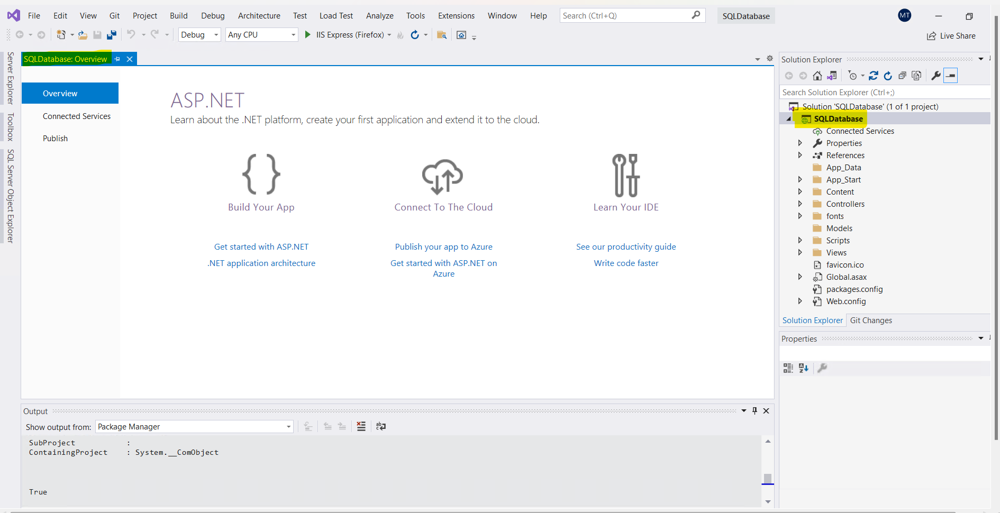 File Edit View Git Project Build Debug Architecture Test Load Test Analyze Tools Extensions Window Help Search (Ctrl+Q) SQLDatabase MT
Debug Any CPU IIS Express (Firefox) Live Share
Server Explorer
Toolbox
SQL Server Object Explorer
SQLDatabase: Overview
Overview
Connected Services
Publish
ASP.NET
Learn about the .NET platform, create your first application and extend it to the cloud.
Build Your App
Get started with ASP.NET
.NET application architecture
Connect To The Cloud
Publish your app to Azure
Get started with ASP.NET on
Azure
Learn Your IDE
See our productivity guide
Write code faster
Output
Show output from: Package Manager
SubProject :
ContainingProject : System.__ComObject
True
Solution Explorer
Search Solution Explorer (Ctrl+;)
Solution 'SQLDatabase' (1 of 1 project)
SQLDatabase
Connected Services
Properties
References
App_Data
App_Start
Content
Controllers
fonts
Models
Scripts
Views
favicon.ico
Global.asax
packages.config
Web.config
Solution Explorer Git Changes
Properties